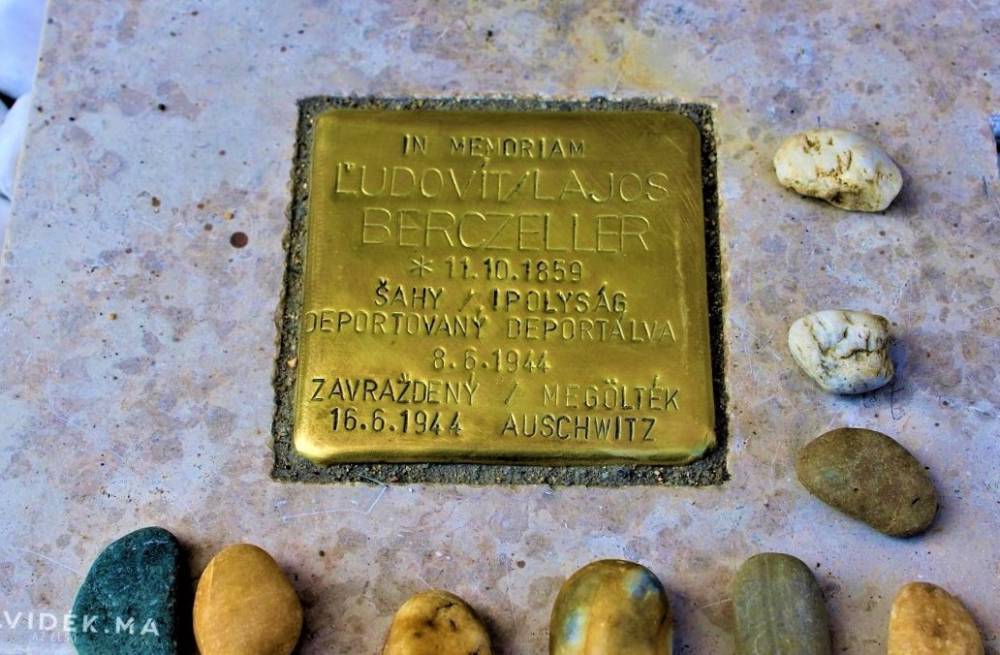 IN MEMORIAM
ĽUDOVÍT/LAJOS
BERCZELLER
* 11.10.1859
ŠAHY / IPOLYSÁG
DEPORTOVANÝ DEPORTÁLVA
8.6.1944
ZAVRAŽDENÝ / MEGÖLTÉK
16.6.1944 AUSCHWITZ
VIDEK.MA